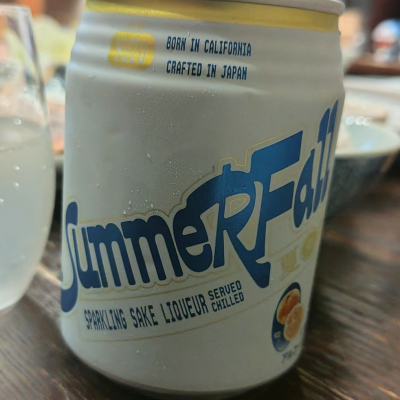 BORN IN CALIFORNIA
CRAFTED IN JAPAN
SummeRFall
SPARKLING SAKE LIQUEUR SERVED
CHILLED